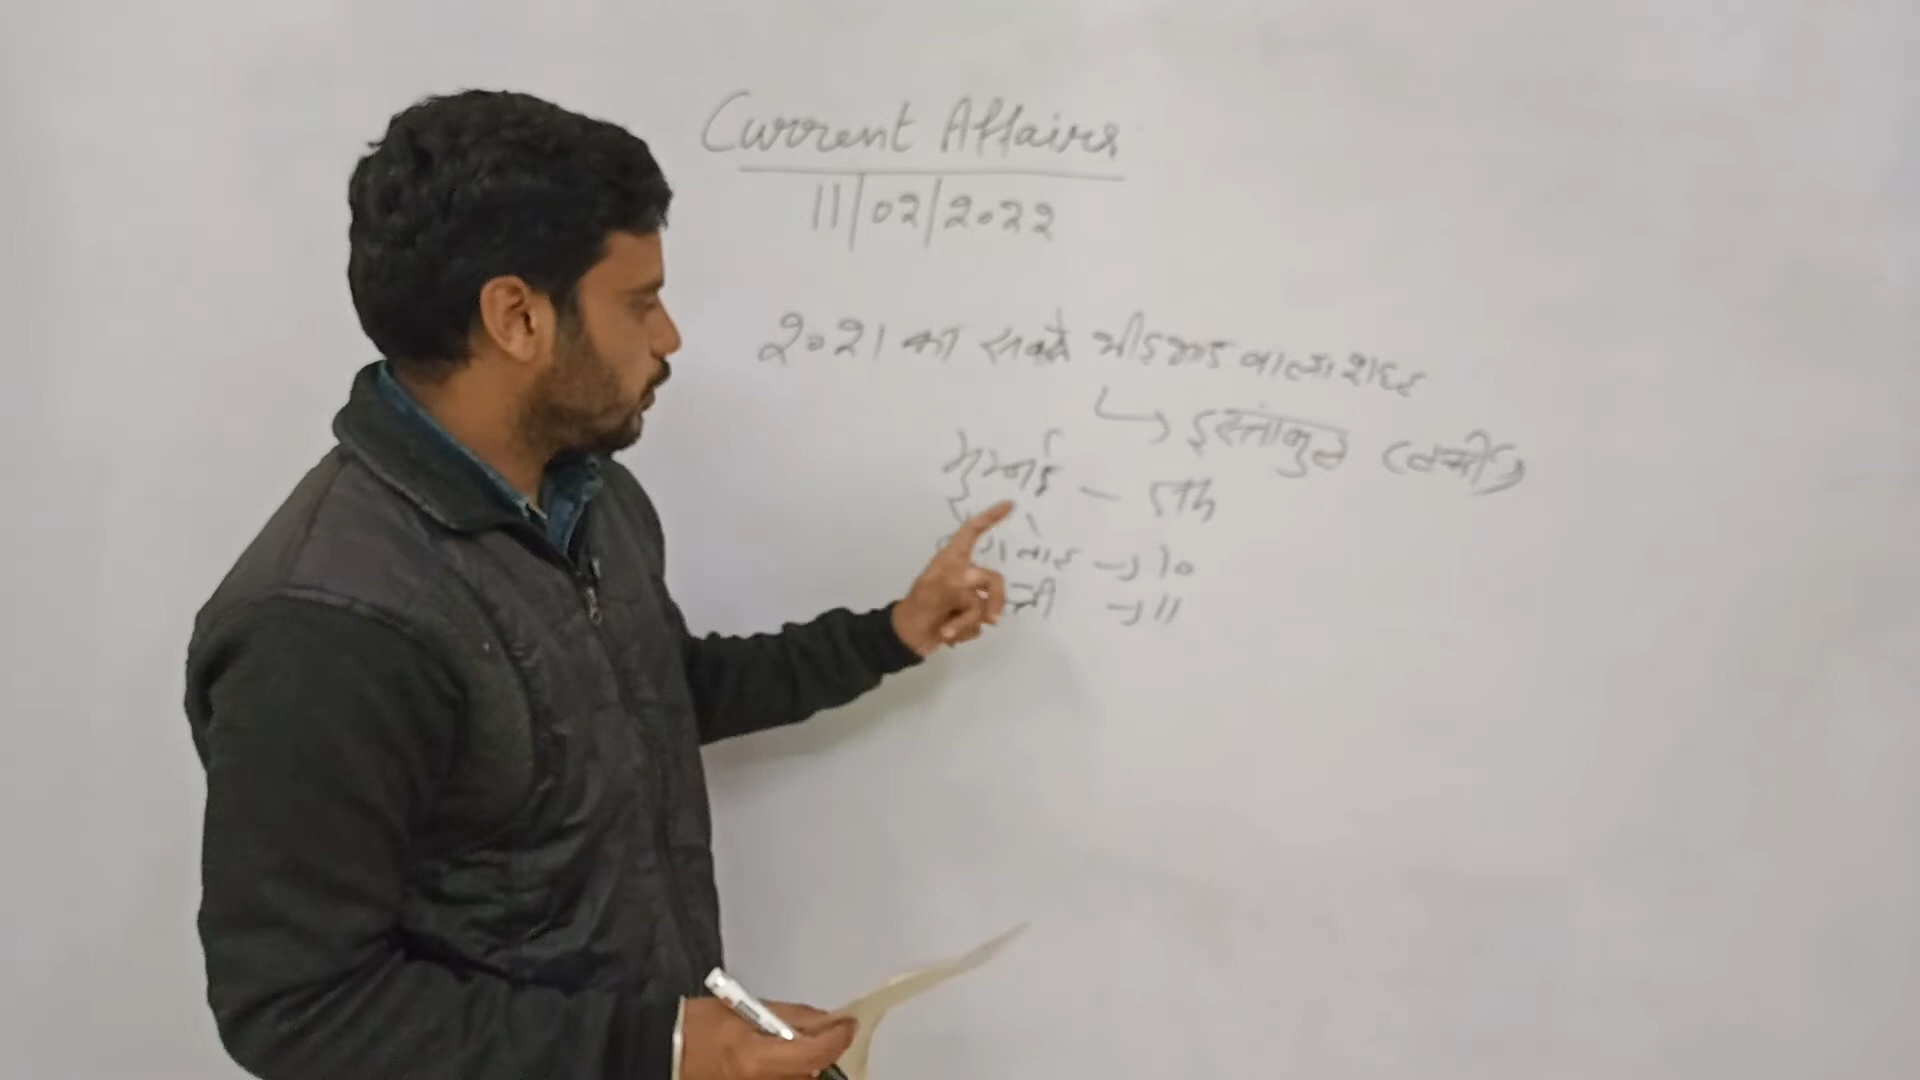 Current Affairs
11/02/2022
2021 का सबसे भीड़भाड़ वाला शहर
↳ इस्तांबुल (तुर्की)
मुम्बई - 5th
→ 10
→ 11